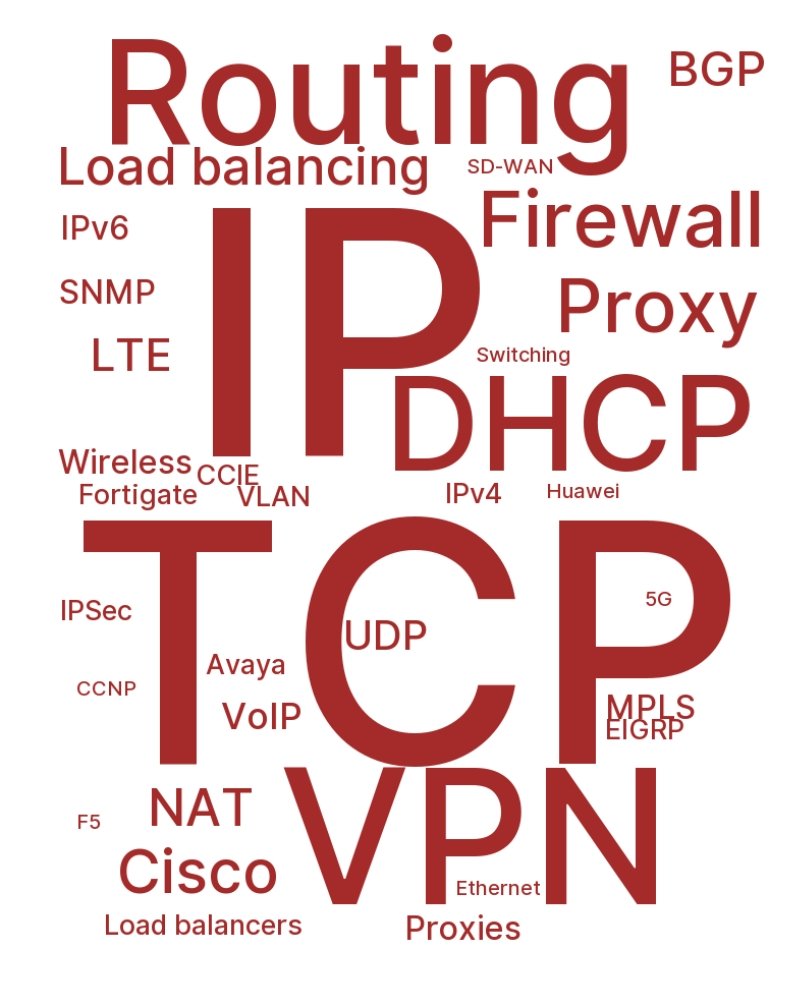 Routing
BGP
Load balancing
SD-WAN
Firewall
IPv6
IP
SNMP
Proxy
LTE
Switching
DHCP
Wireless
CCIE
Fortigate
VLAN
IPv4
Huawei
TCP
5G
IPSec
UDP
Avaya
CCNP
VoIP
MPLS
EIGRP
VPN
NAT
F5
Cisco
Ethernet
Load balancers
Proxies